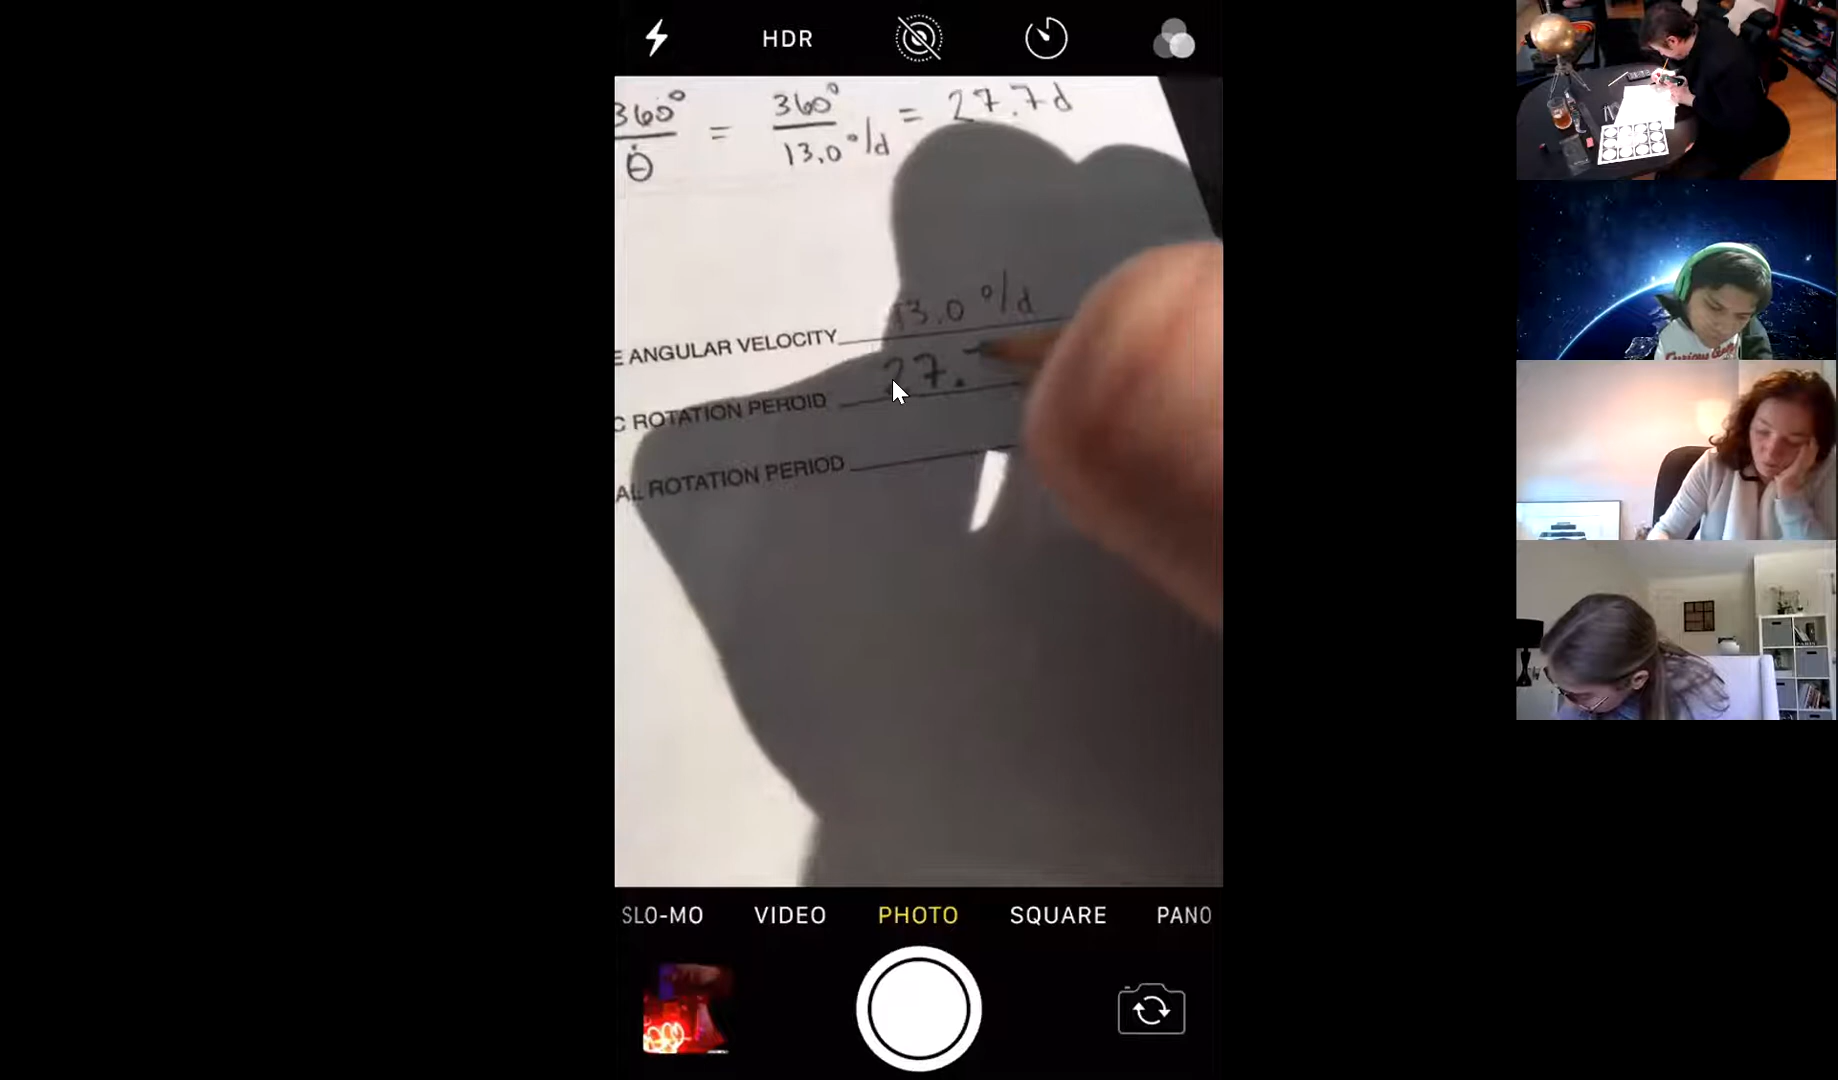 HDR
360° / θ̇ = 360° / 13.0 °/d = 27.7d
E ANGULAR VELOCITY 13.0 °/d
C ROTATION PEROID 27.7
AL ROTATION PERIOD
SLO-MO VIDEO PHOTO SQUARE PANO